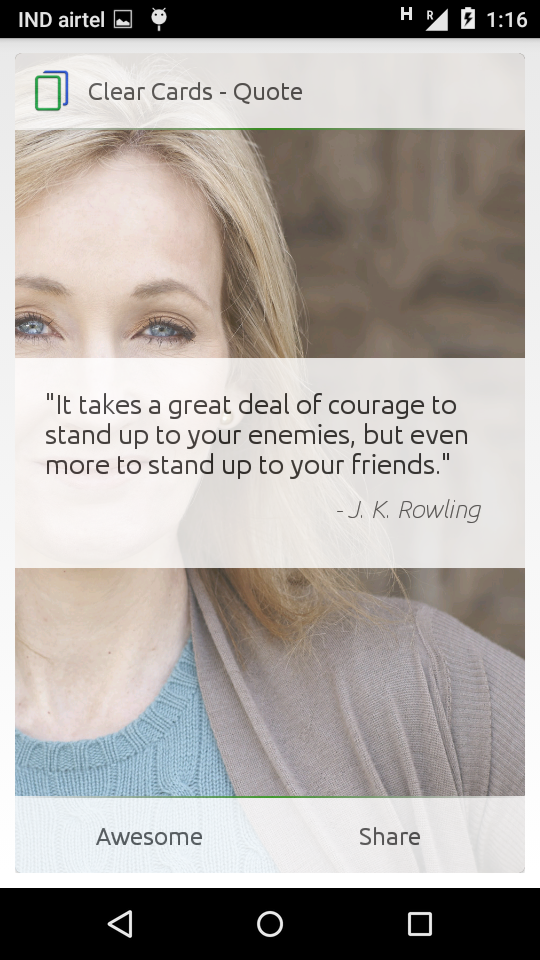 IND airtel H R 1:16
Clear Cards - Quote
"It takes a great deal of courage to
stand up to your enemies, but even
more to stand up to your friends."
- J. K. Rowling
Awesome Share